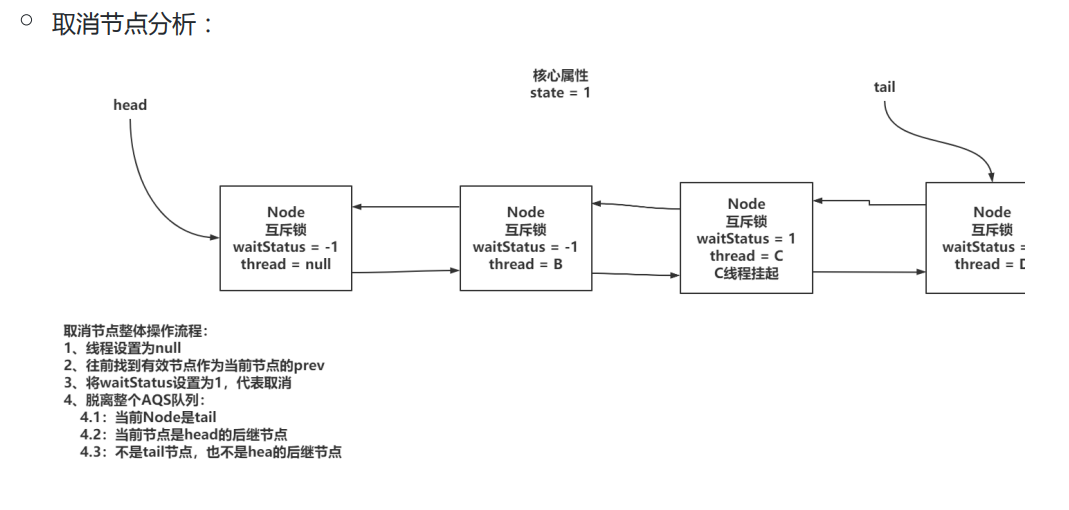 取消节点分析：
核心属性
state = 1
head
tail
Node
互斥锁
waitStatus = -1
thread = null
Node
互斥锁
waitStatus = -1
thread = B
Node
互斥锁
waitStatus = 1
thread = C
C线程挂起
Node
互斥锁
waitStatus =
thread =
取消节点整体操作流程：
1、线程设置为null
2、往前找到有效节点作为当前节点的prev
3、将waitStatus设置为1，代表取消
4、脱离整个AQS队列：
4.1：当前Node是tail
4.2：当前节点是head的后继节点
4.3：不是tail节点，也不是hea的后继节点